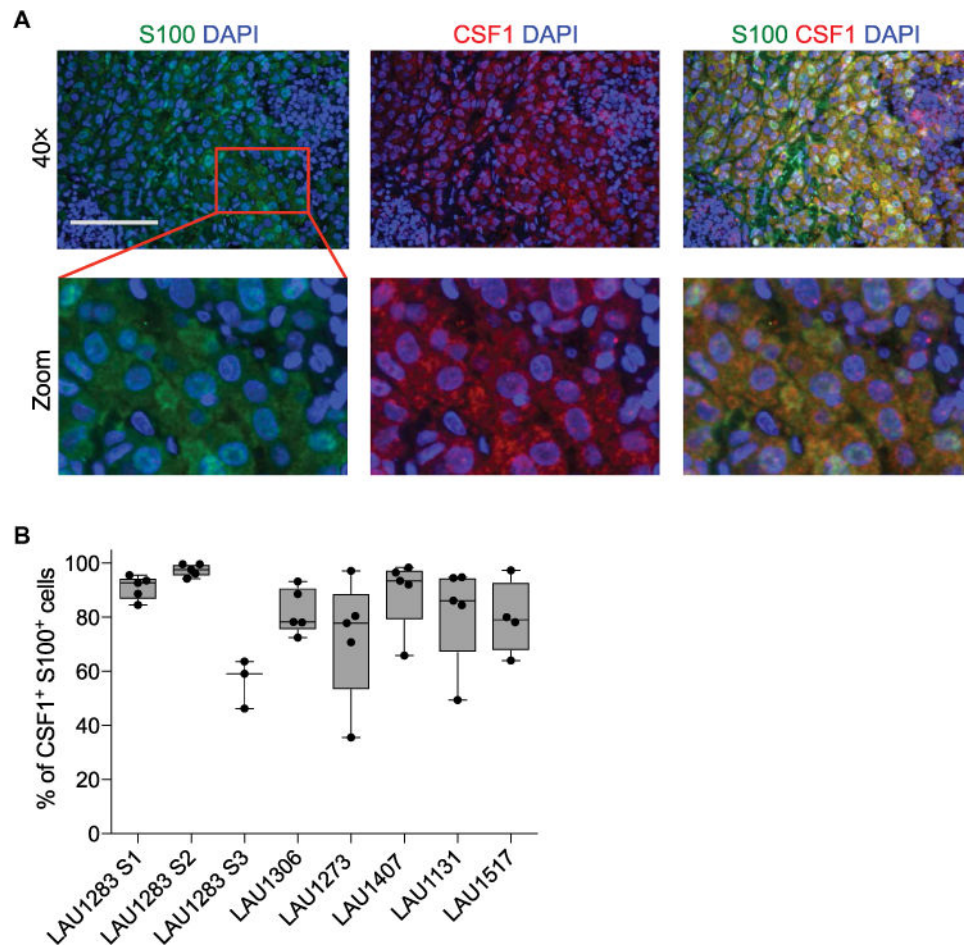 A
S100 DAPI
CSF1 DAPI
S100 CSF1 DAPI
40×
Zoom
B
% of CSF1⁺ S100⁺ cells
100
80
60
40
20
0
LAU1283 S1
LAU1283 S2
LAU1283 S3
LAU1306
LAU1273
LAU1407
LAU1131
LAU1517